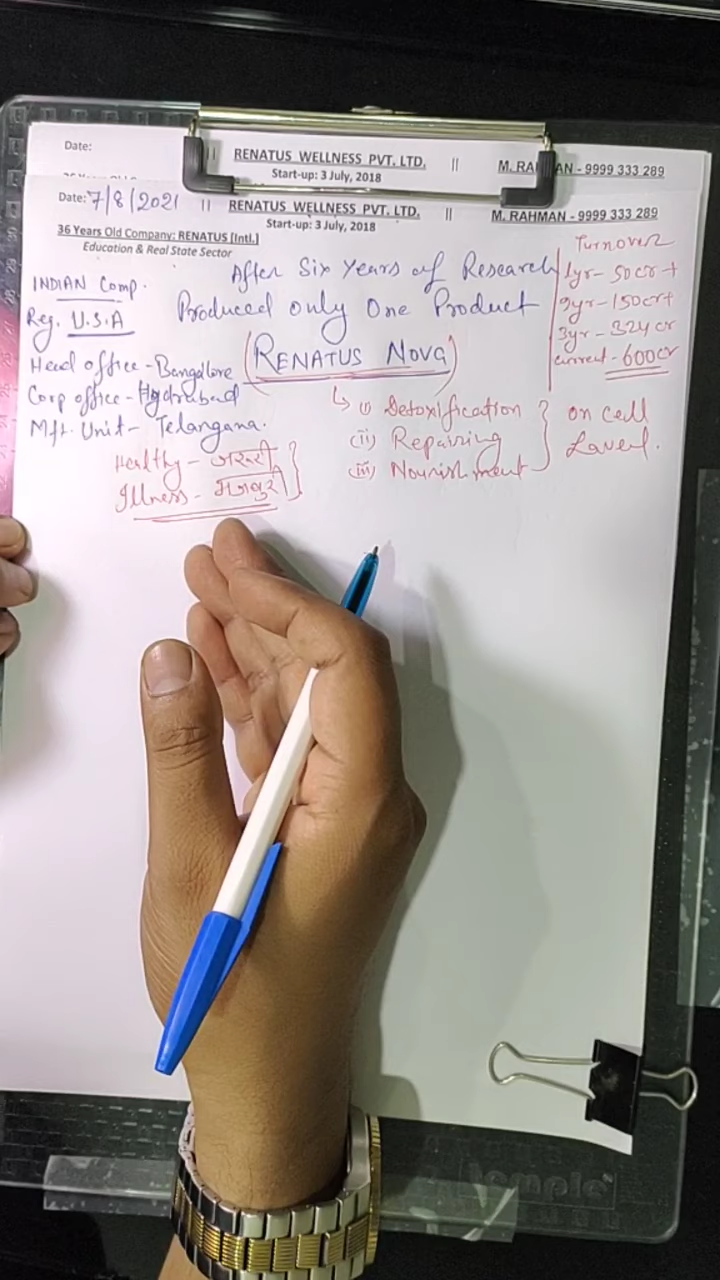 Date: || RENATUS WELLNESS PVT. LTD. || M. RAHMAN - 9999 333 289
Start-up: 3 July, 2018
Date: 7/8/2021 || RENATUS WELLNESS PVT. LTD. || M. RAHMAN - 9999 333 289
Start-up: 3 July, 2018
36 Years Old Company: RENATUS [Intl.]
Education & Real State Sector
After Six Years of Research
Produced only One Product
(RENATUS NOVA)
Turnover
1yr - 50cr +
2yr - 150cr+
3yr - 324 cr
current - 600cr
INDIAN Comp.
Reg. U.S.A
Head office - Bangalore
Corp office - Hydrabad
Mft. Unit - Telangana.
Healthy - जरूरी
Illness - मजबुरी
(i) Detoxification
(ii) Repairing
(iii) Nourishment
on cell
Lavel.
temple